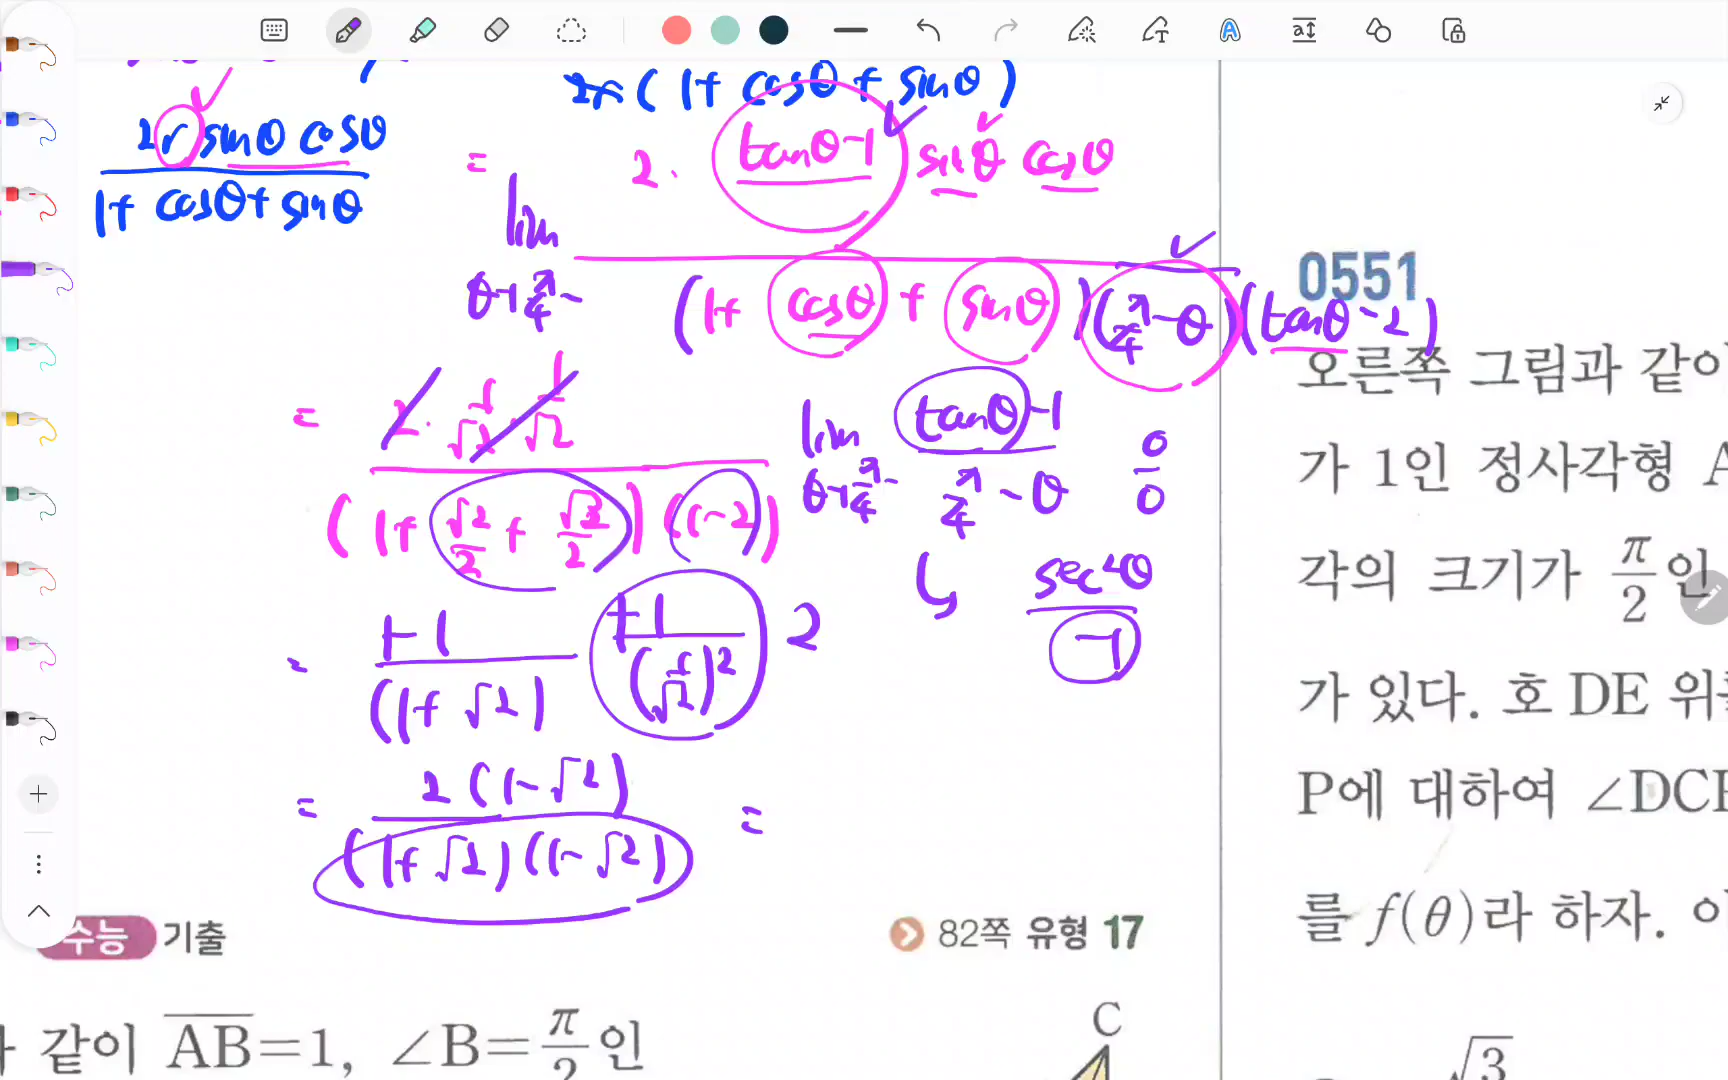 2r sinθ cosθ
1+ cosθ+ sinθ
2r ( 1+ cosθ + sinθ )
= lim θ→π/4-
2. tanθ-1 sinθ cosθ
(1+ cosθ + sinθ )(π/4-θ)(tanθ-2)
= 2. 1/√2 . 1/√2
(1+ √2/2 + √2/2)(1-2)
lim θ→π/4- tanθ-1
π/4 - θ
0/0
sec²θ
-1
= +-1
(1+ √2)
+1
(1/√2)²
2
= 2(1-√2)
(1+√2)(1-√2)
=
수능 기출
82쪽 유형 17
같이 AB=1, ∠B=π/2인
C
0551
오른쪽 그림과 같이
가 1인 정사각형 A
각의 크기가 π/2인
가 있다. 호 DE 위
P에 대하여 ∠DCP
를 f(θ)라 하자. 이
√3